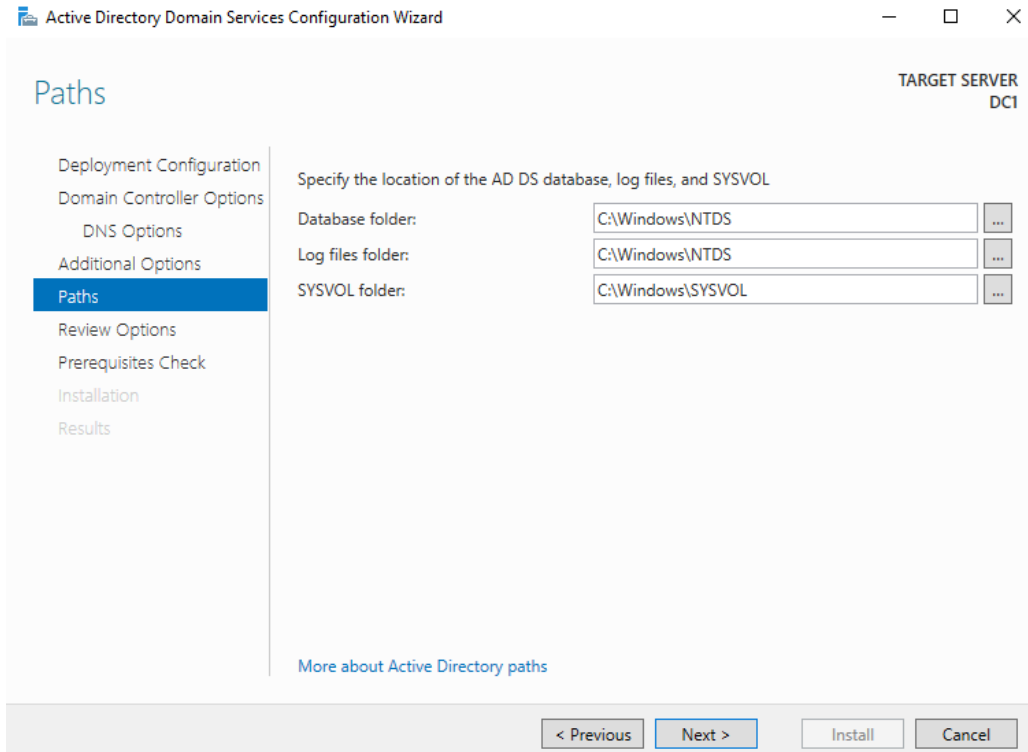 Active Directory Domain Services Configuration Wizard
Paths
TARGET SERVER
DC1
Deployment Configuration
Domain Controller Options
DNS Options
Additional Options
Paths
Review Options
Prerequisites Check
Installation
Results
Specify the location of the AD DS database, log files, and SYSVOL
Database folder: C:\Windows\NTDS ...
Log files folder: C:\Windows\NTDS ...
SYSVOL folder: C:\Windows\SYSVOL ...
More about Active Directory paths
< Previous Next > Install Cancel